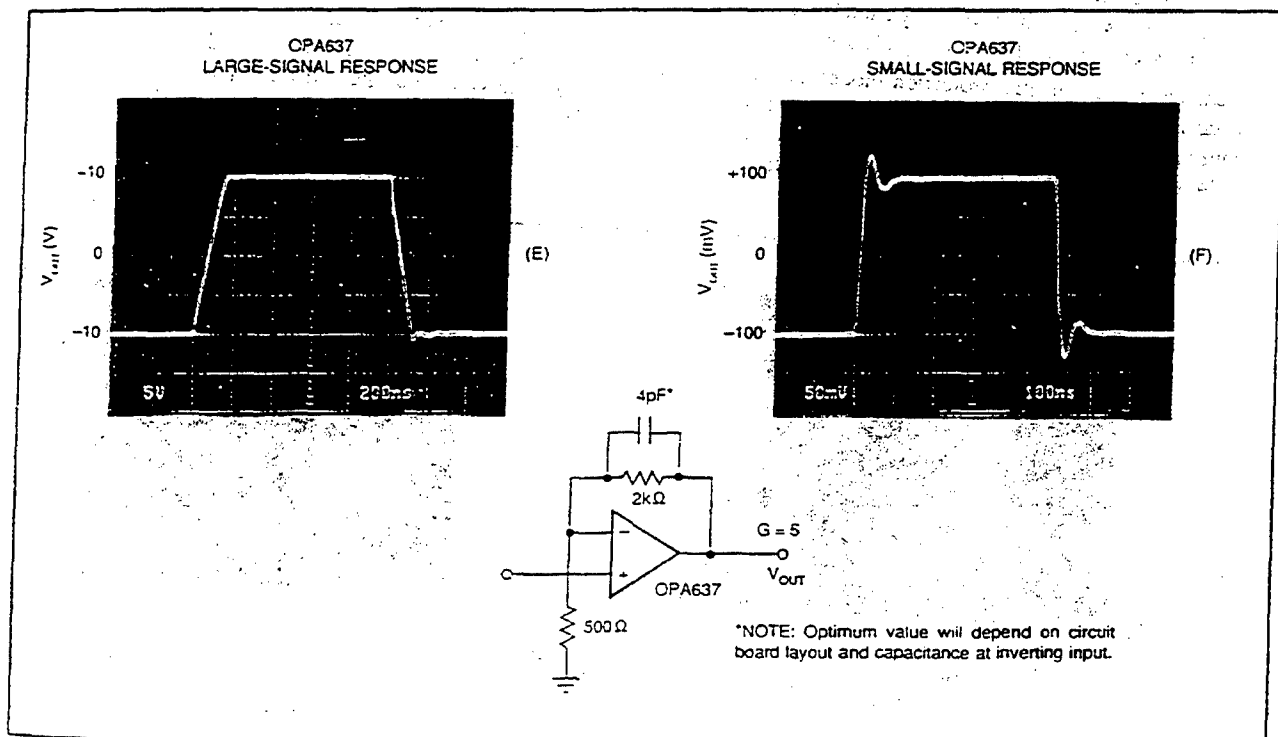 OPA637
LARGE-SIGNAL RESPONSE
−10
0
−10
V_OUT (V)
5V
200ns
(E)
OPA637
SMALL-SIGNAL RESPONSE
+100
0
−100
V_OUT (mV)
50mV
100ns
(F)
4pF*
2kΩ
−
+
OPA637
500Ω
G = 5
V_OUT
*NOTE: Optimum value will depend on circuit
board layout and capacitance at inverting input.